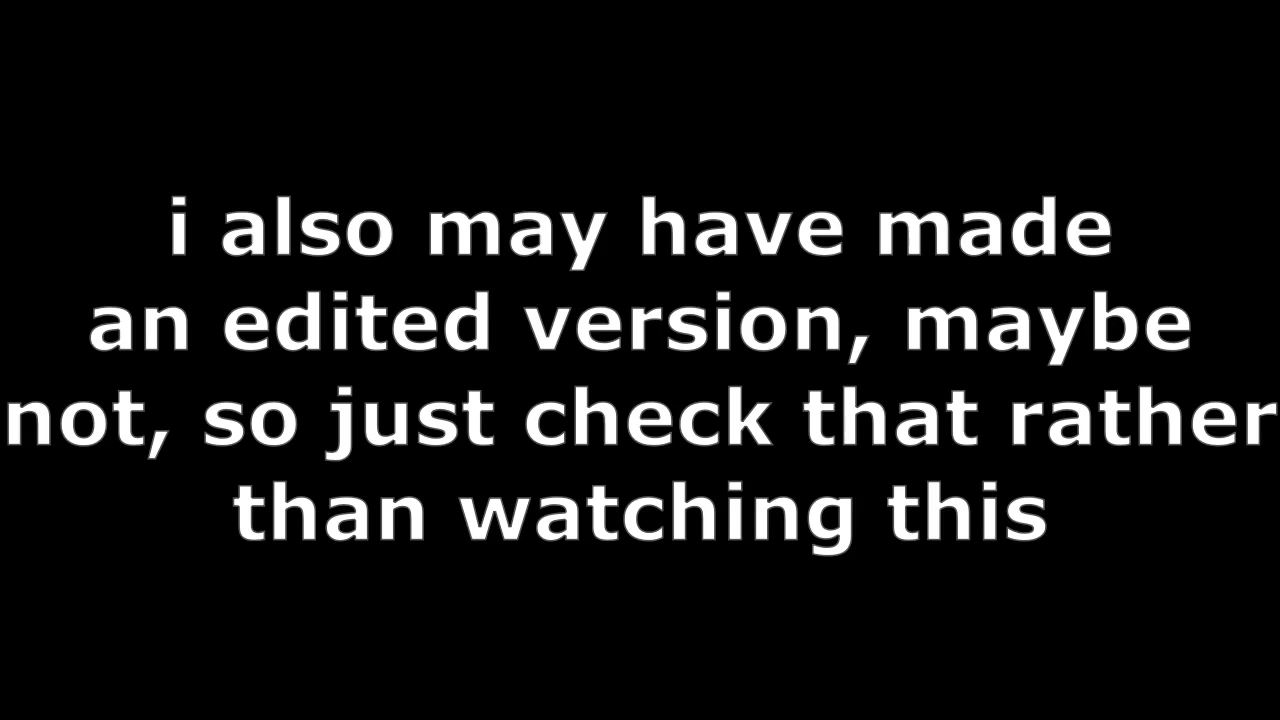 i also may have made
an edited version, maybe
not, so just check that rather
than watching this